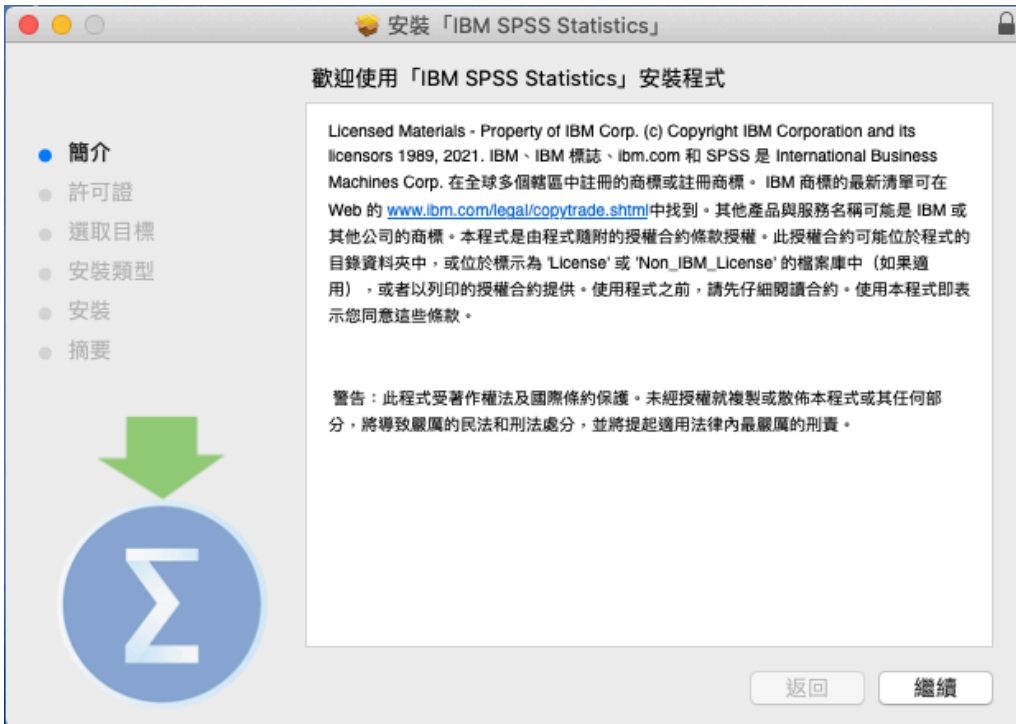 安裝「IBM SPSS Statistics」
歡迎使用「IBM SPSS Statistics」安裝程式
簡介
許可證
選取目標
安裝類型
安裝
摘要
Licensed Materials - Property of IBM Corp. (c) Copyright IBM Corporation and its
licensors 1989, 2021. IBM、IBM 標誌、ibm.com 和 SPSS 是 International Business
Machines Corp. 在全球多個轄區中註冊的商標或註冊商標。 IBM 商標的最新清單可在
Web 的 www.ibm.com/legal/copytrade.shtml中找到。其他產品與服務名稱可能是 IBM 或
其他公司的商標。本程式是由程式隨附的授權合約條款授權。此授權合約可能位於程式的
目錄資料夾中，或位於標示為 'License' 或 'Non_IBM_License' 的檔案庫中（如果適
用），或者以列印的授權合約提供。使用程式之前，請先仔細閱讀合約。使用本程式即表
示您同意這些條款。
警告：此程式受著作權法及國際條約保護。未經授權就複製或散佈本程式或其任何部
分，將導致嚴厲的民法和刑法處分，並將提起適用法律內最嚴厲的刑責。
Σ
返回
繼續